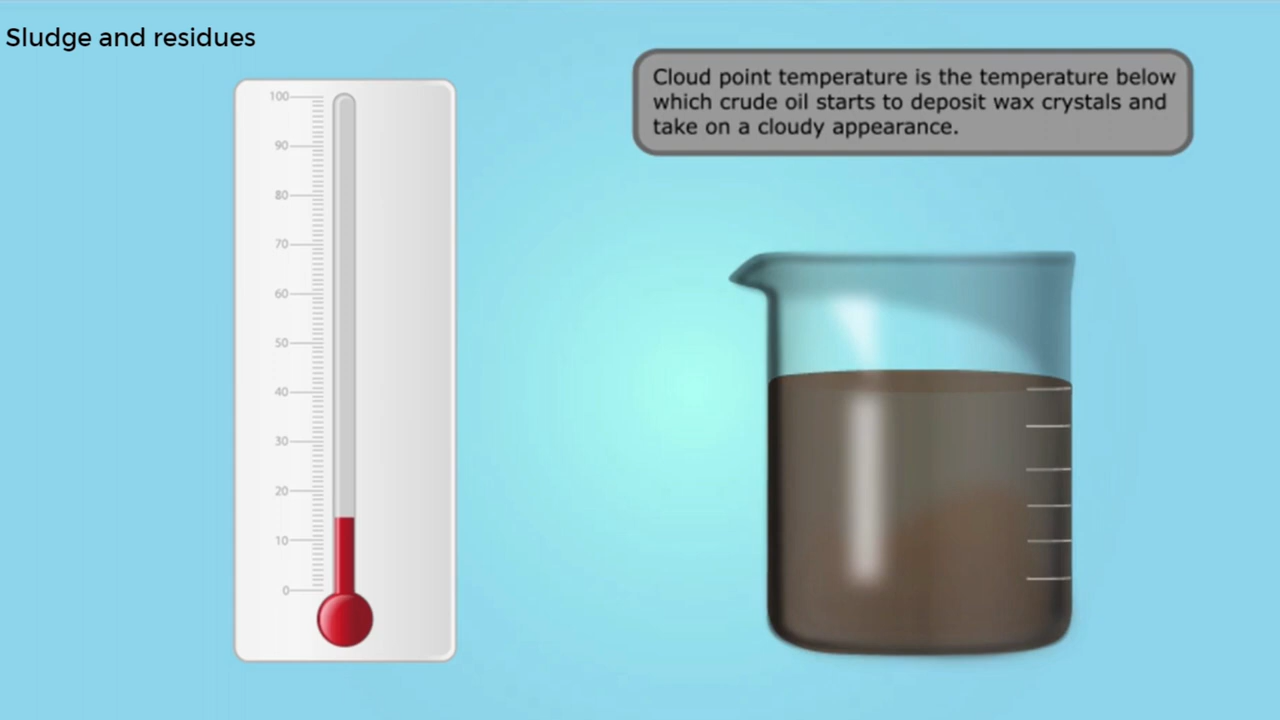 Sludge and residues
Cloud point temperature is the temperature below
which crude oil starts to deposit wax crystals and
take on a cloudy appearance.
100
90
80
70
60
50
40
30
20
10
0